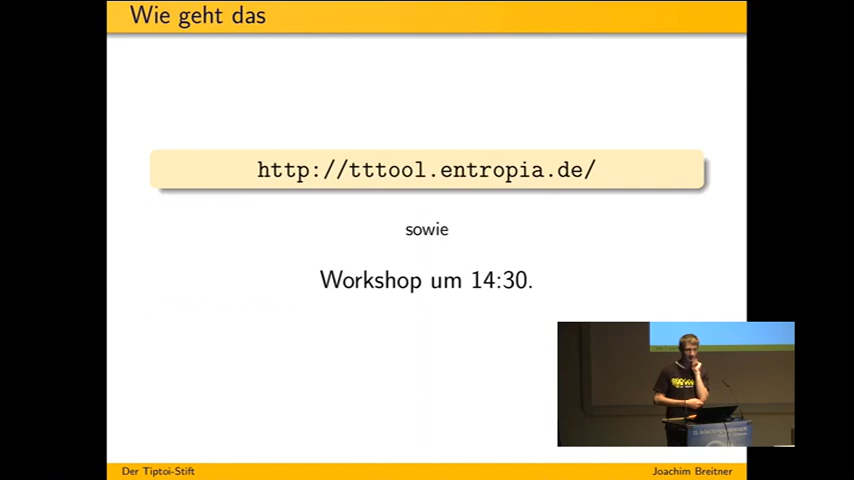 Wie geht das
http://tttool.entropia.de/
sowie
Workshop um 14:30.
Der Tiptoi-Stift
Joachim Breitner